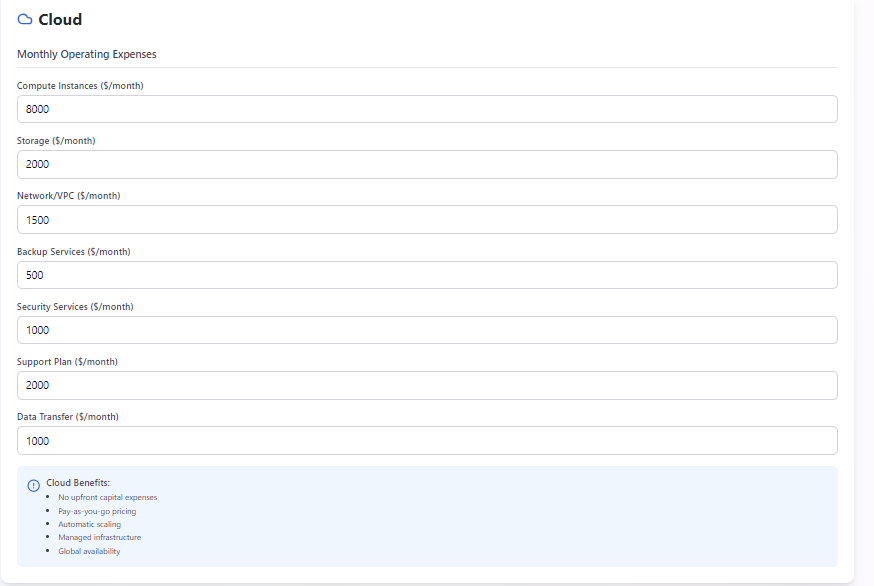 Cloud
Monthly Operating Expenses
Compute Instances ($/month)
8000
Storage ($/month)
2000
Network/VPC ($/month)
1500
Backup Services ($/month)
500
Security Services ($/month)
1000
Support Plan ($/month)
2000
Data Transfer ($/month)
1000
Cloud Benefits:
• No upfront capital expenses
• Pay-as-you-go pricing
• Automatic scaling
• Managed infrastructure
• Global availability